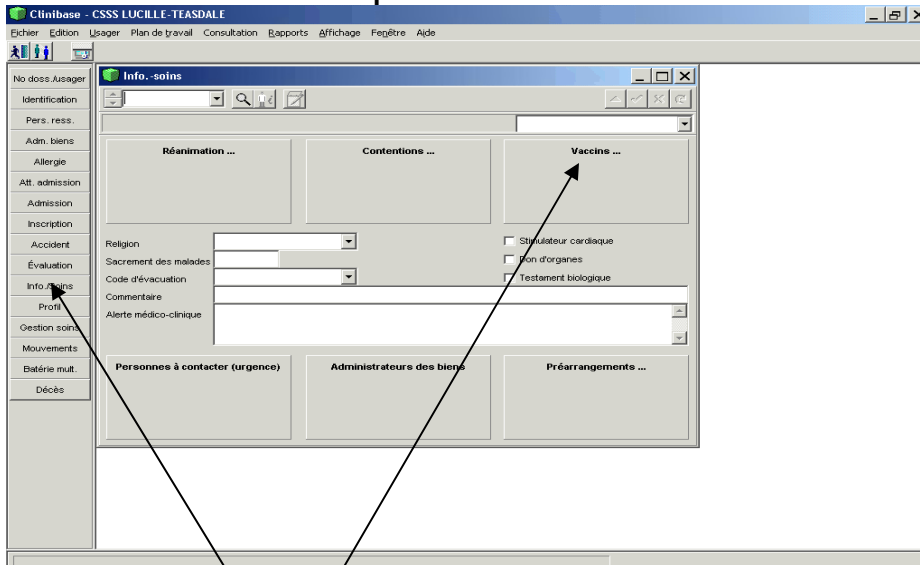 Clinibase - CSSS LUCILLE-TEASDALE
Fichier Edition Usager Plan de travail Consultation Rapports Affichage Fenêtre Aide
No doss./usager
Identification
Pers. ress.
Adm. biens
Allergie
Att. admission
Admission
Inscription
Accident
Évaluation
Info./Soins
Profil
Gestion soins
Mouvements
Batérie mult.
Décès
Info.-soins
Réanimation ... Contentions ... Vaccins ...
Religion Stimulateur cardiaque
Sacrement des malades Don d'organes
Code d'évacuation Testament biologique
Commentaire
Alerte médico-clinique
Personnes à contacter (urgence) Administrateurs des biens Préarrangements ...